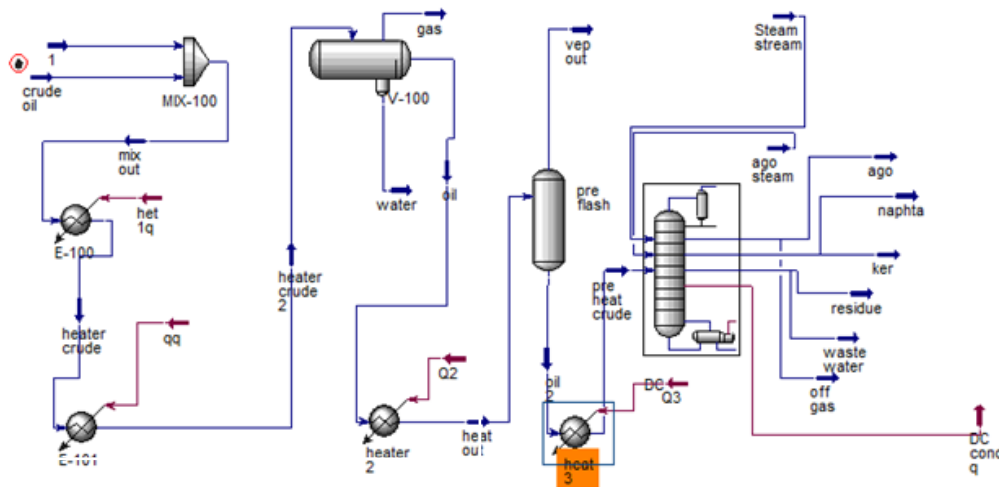 1
crude
oil
MIX-100
mix
out
het
1q
E-100
heater
crude
qq
E-101
heater
crude
2
gas
V-100
water
oil
Q2
heater
2
heat
out
vep
out
pre
flash
oil
2
DC
Q3
heat
3
pre
heat
crude
Steam
stream
ago
steam
ago
naphta
ker
residue
waste
water
off
gas
DC
cond
q